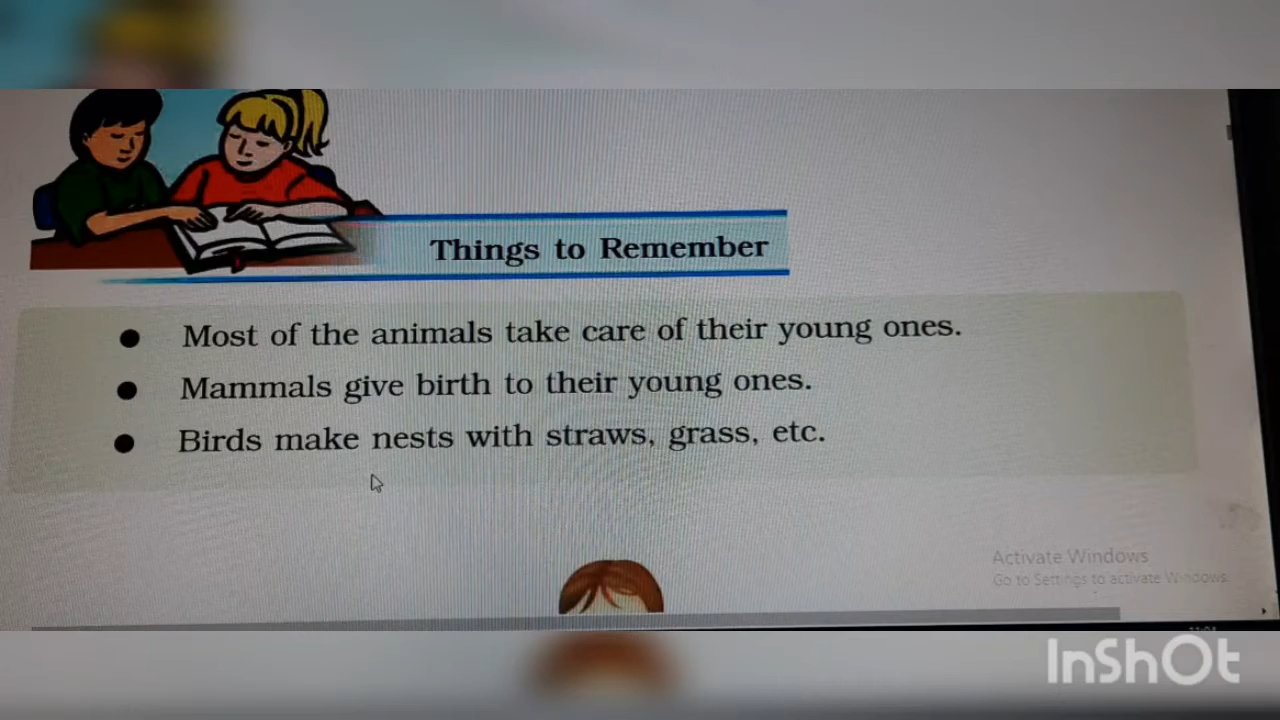 Things to Remember
● Most of the animals take care of their young ones.
● Mammals give birth to their young ones.
● Birds make nests with straws, grass, etc.
Activate Windows
Go to Settings to activate Windows.
InShOt